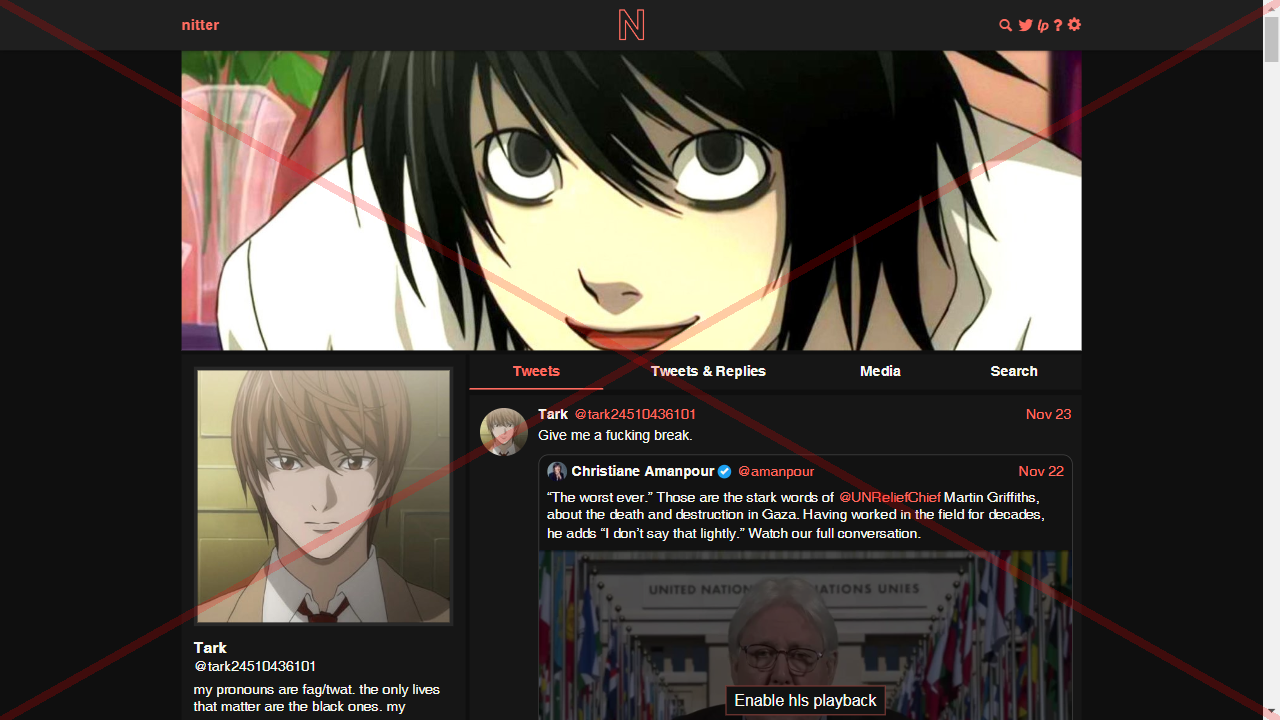 nitter
N
lp ?
Tweets
Tweets & Replies
Media
Search
Tark @tark24510436101 Nov 23
Give me a fucking break.
Christiane Amanpour @amanpour Nov 22
“The worst ever.” Those are the stark words of @UNReliefChief Martin Griffiths,
about the death and destruction in Gaza. Having worked in the field for decades,
he adds “I don’t say that lightly.” Watch our full conversation.
UNITED NATION ATIONS UNIES
Enable hls playback
Tark
@tark24510436101
my pronouns are fag/twat. the only lives
that matter are the black ones. my